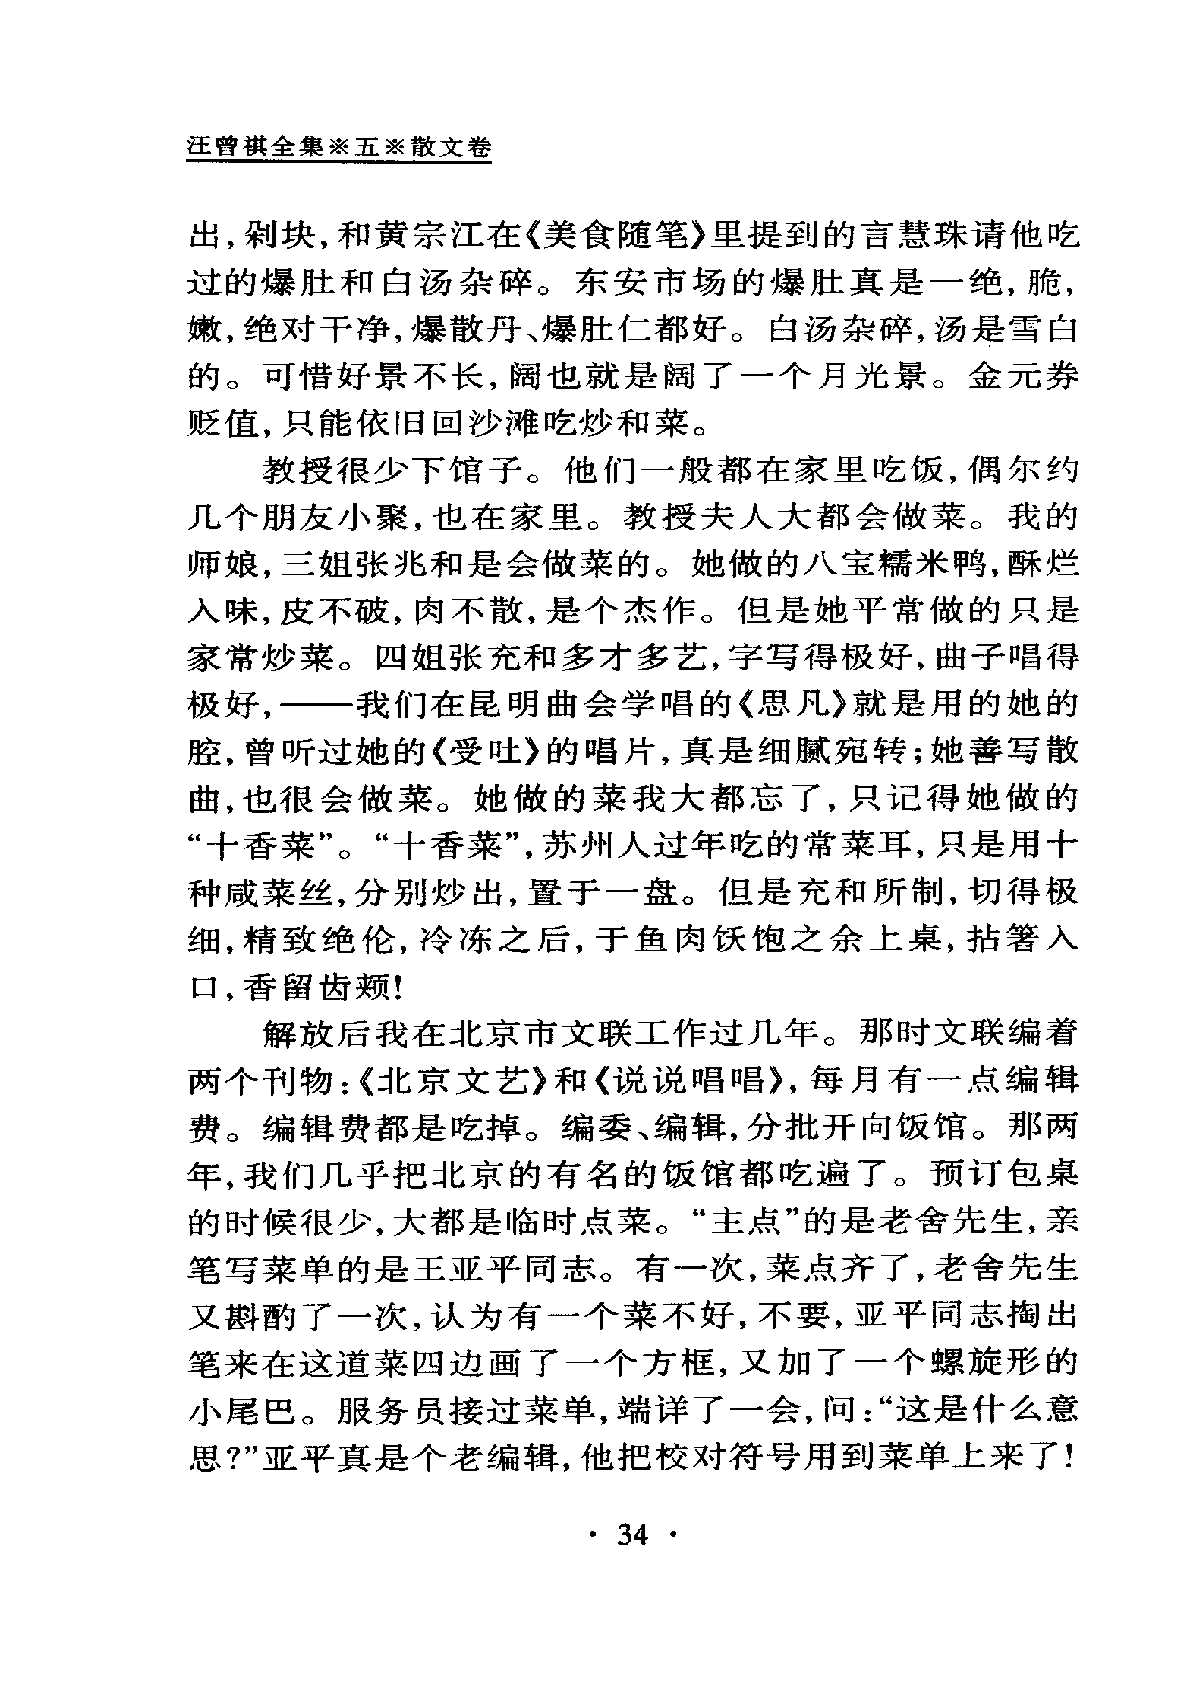 汪曾祺全集※五※散文卷
出,剁块,和黄宗江在《美食随笔》里提到的言慧珠请他吃
过的爆肚和白汤杂碎。东安市场的爆肚真是一绝,脆,
嫩,绝对干净,爆散丹、爆肚仁都好。白汤杂碎,汤是雪白
的。可惜好景不长,阔也就是阔了一个月光景。金元券
贬值,只能依旧回沙滩吃炒和菜。
教授很少下馆子。他们一般都在家里吃饭,偶尔约
几个朋友小聚,也在家里。教授夫人大都会做菜。我的
师娘,三姐张兆和是会做菜的。她做的八宝糯米鸭,酥烂
入味,皮不破,肉不散,是个杰作。但是她平常做的只是
家常炒菜。四姐张充和多才多艺,字写得极好,曲子唱得
极好,——我们在昆明曲会学唱的《思凡》就是用的她的
腔,曾听过她的《受吐》的唱片,真是细腻宛转;她善写散
曲,也很会做菜。她做的菜我大都忘了,只记得她做的
“十香菜”。“十香菜”,苏州人过年吃的常菜耳,只是用十
种咸菜丝,分别炒出,置于一盘。但是充和所制,切得极
细,精致绝伦,冷冻之后,于鱼肉饫饱之余上桌,拈箸入
口,香留齿颊!
解放后我在北京市文联工作过几年。那时文联编着
两个刊物:《北京文艺》和《说说唱唱》,每月有一点编辑
费。编辑费都是吃掉。编委、编辑,分批开向饭馆。那两
年,我们几乎把北京的有名的饭馆都吃遍了。预订包桌
的时候很少,大都是临时点菜。“主点”的是老舍先生,亲
笔写菜单的是王亚平同志。有一次,菜点齐了,老舍先生
又斟酌了一次,认为有一个菜不好,不要,亚平同志掏出
笔来在这道菜四边画了一个方框,又加了一个螺旋形的
小尾巴。服务员接过菜单,端详了一会,问:“这是什么意
思?”亚平真是个老编辑,他把校对符号用到菜单上来了!
· 34 ·